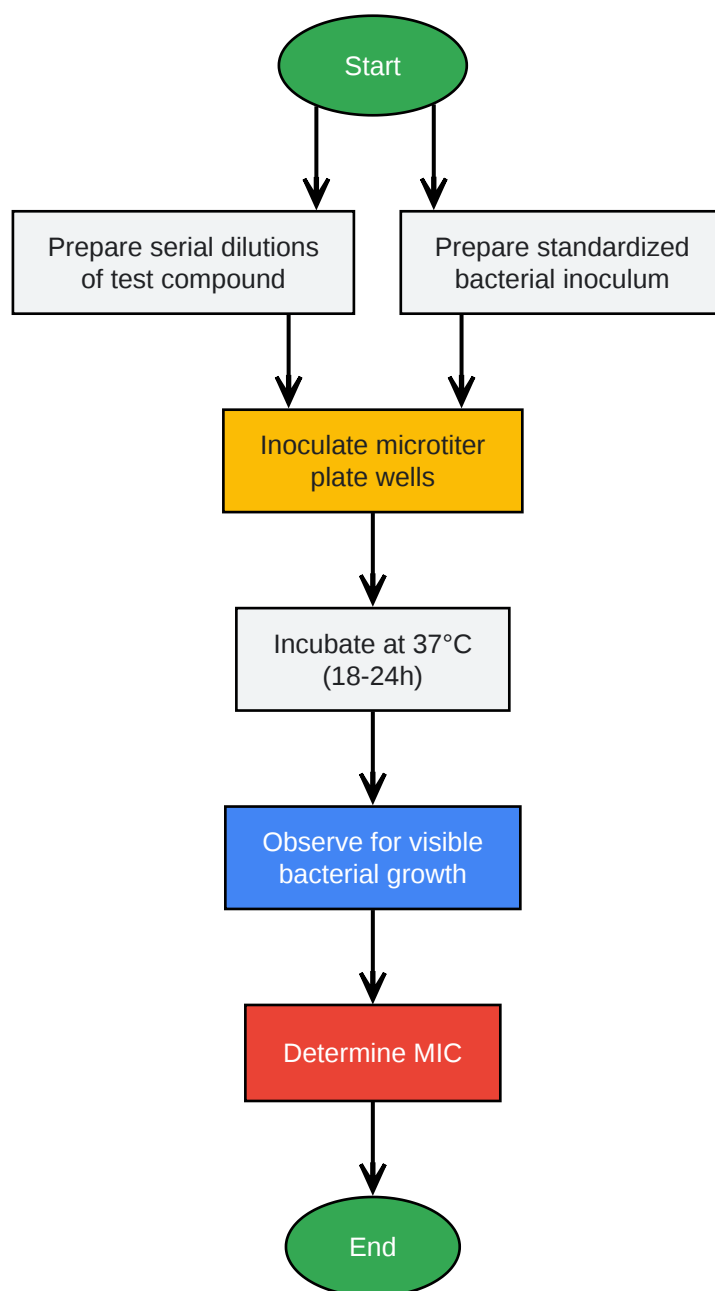 Start
Prepare serial dilutions
of test compound
Prepare standardized
bacterial inoculum
Inoculate microtiter
plate wells
Incubate at 37°C
(18-24h)
Observe for visible
bacterial growth
Determine MIC
End